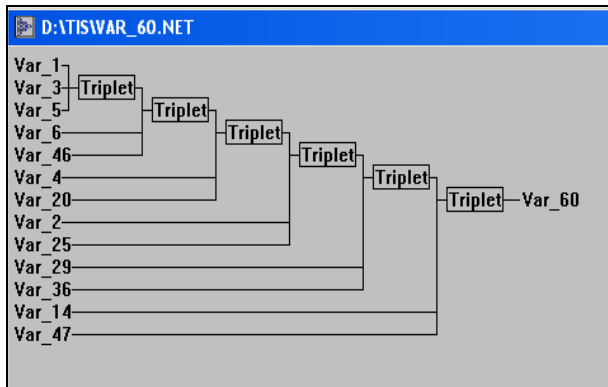 D:\TIS\VAR_60.NET
Var_1
Var_3 Triplet
Var_5 Triplet
Var_6 Triplet
Var_46 Triplet
Var_4 Triplet
Var_20 Triplet Var_60
Var_2
Var_25
Var_29
Var_36
Var_14
Var_47